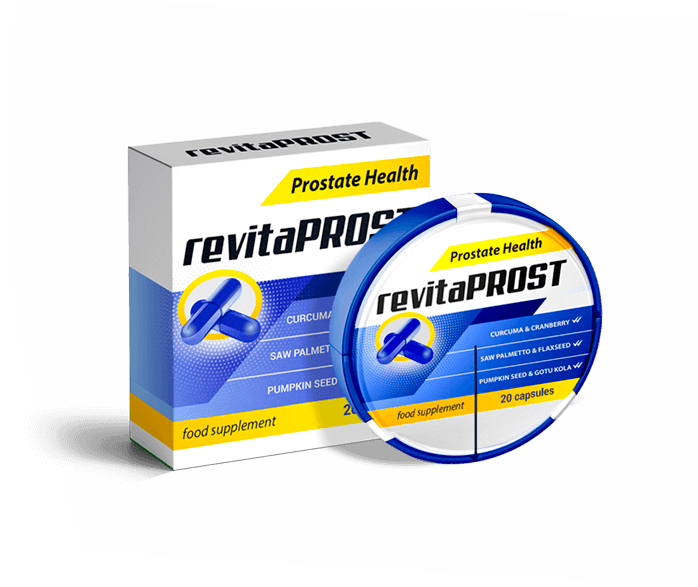 revitaPROST
Prostate Health
revitaPROST
CURCUMA
SAW PALMETTO
PUMPKIN SEED
20
food supplement
Prostate Health
revitaPROST
CURCUMA & CRANBERRY
SAW PALMETTO & FLAXSEED
PUMPKIN SEED & GOTU KOLA
20 capsules
food supplement